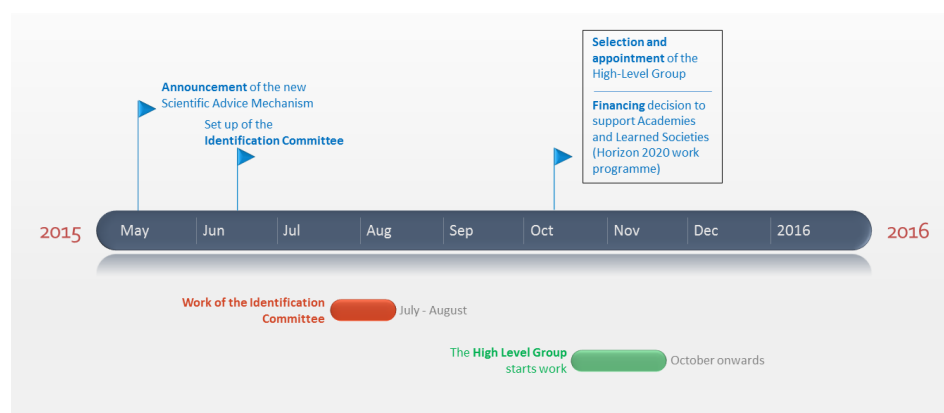 Selection and
appointment of the
High-Level Group
Financing decision to
support Academies
and Learned Societies
(Horizon 2020 work
programme)
Announcement of the new
Scientific Advice Mechanism
Set up of the
Identification Committee
2015
May
Jun
Jul
Aug
Sep
Oct
Nov
Dec
2016
2016
Work of the Identification
Committee
July - August
The High Level Group
starts work
October onwards